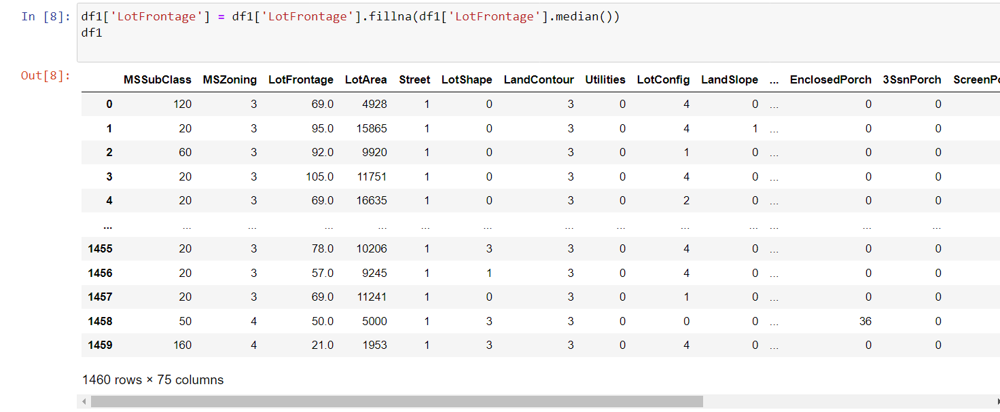 In [8]: df1['LotFrontage'] = df1['LotFrontage'].fillna(df1['LotFrontage'].median())
df1
Out[8]:
MSSubClass MSZoning LotFrontage LotArea Street LotShape LandContour Utilities LotConfig LandSlope ... EnclosedPorch 3SsnPorch ScreenPo
0 120 3 69.0 4928 1 0 3 0 4 0 ... 0 0
1 20 3 95.0 15865 1 0 3 0 4 1 ... 0 0
2 60 3 92.0 9920 1 0 3 0 1 0 ... 0 0
3 20 3 105.0 11751 1 0 3 0 4 0 ... 0 0
4 20 3 69.0 16635 1 0 3 0 2 0 ... 0 0
... ... ... ... ... ... ... ... ... ... ... ... ... ...
1455 20 3 78.0 10206 1 3 3 0 4 0 ... 0 0
1456 20 3 57.0 9245 1 1 3 0 4 0 ... 0 0
1457 20 3 69.0 11241 1 0 3 0 1 0 ... 0 0
1458 50 4 50.0 5000 1 3 3 0 0 0 ... 36 0
1459 160 4 21.0 1953 1 3 3 0 4 0 ... 0 0
1460 rows × 75 columns